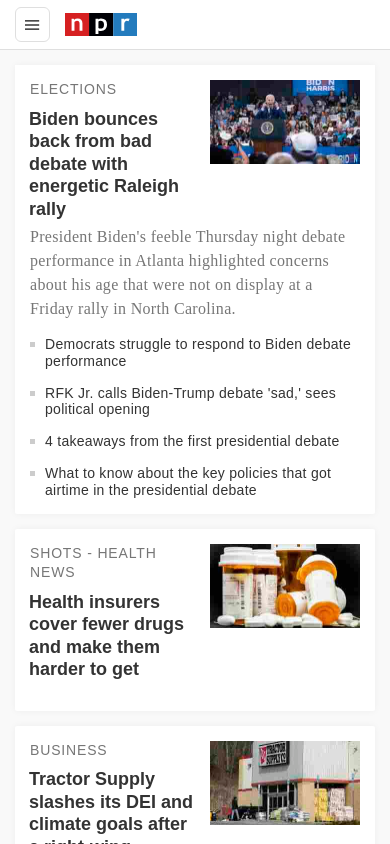 npr
ELECTIONS
BIDEN
HARRIS
Biden bounces
back from bad
debate with
energetic Raleigh
rally
President Biden's feeble Thursday night debate
performance in Atlanta highlighted concerns
about his age that were not on display at a
Friday rally in North Carolina.
Democrats struggle to respond to Biden debate
performance
RFK Jr. calls Biden-Trump debate 'sad,' sees
political opening
4 takeaways from the first presidential debate
What to know about the key policies that got
airtime in the presidential debate
SHOTS - HEALTH
NEWS
Health insurers
cover fewer drugs
and make them
harder to get
BUSINESS
TRACTOR
SUPPLY CO
Tractor Supply
slashes its DEI and
climate goals after
a right-wing